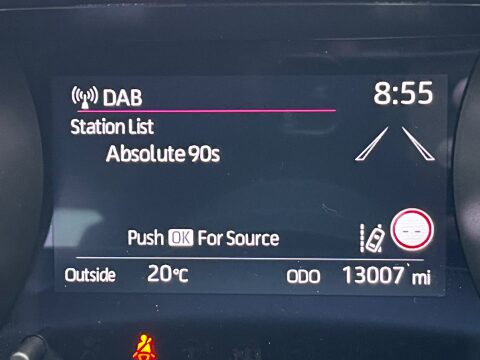 DAB
8:55
Station List
Absolute 90s
Push OK For Source
Outside 20°C ODO 13007 mi